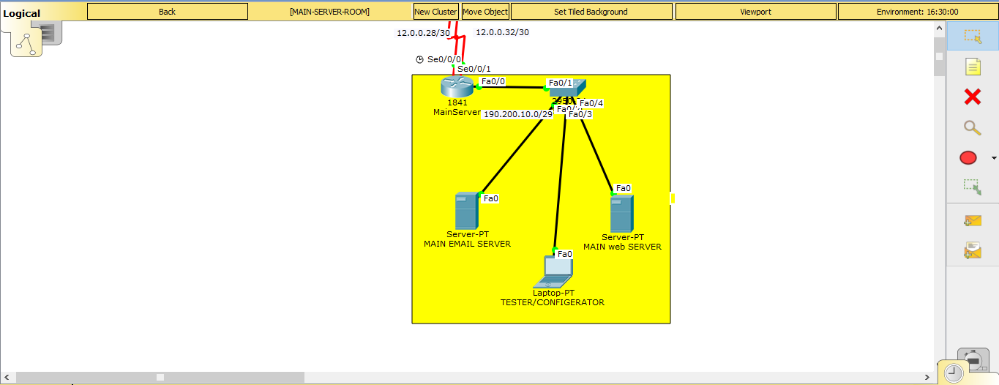 Logical
Back
[MAIN-SERVER-ROOM]
New Cluster
Move Object
Set Tiled Background
Viewport
Environment: 16:30:00
12.0.0.28/30
12.0.0.32/30
Se0/0/0
Se0/0/1
Fa0/0
Fa0/1
1841
MainServer
Fa0/4
190.200.10.0/29
Fa0/3
Fa0
Fa0
Server-PT
MAIN EMAIL SERVER
Server-PT
MAIN web SERVER
Fa0
Laptop-PT
TESTER/CONFIGERATOR